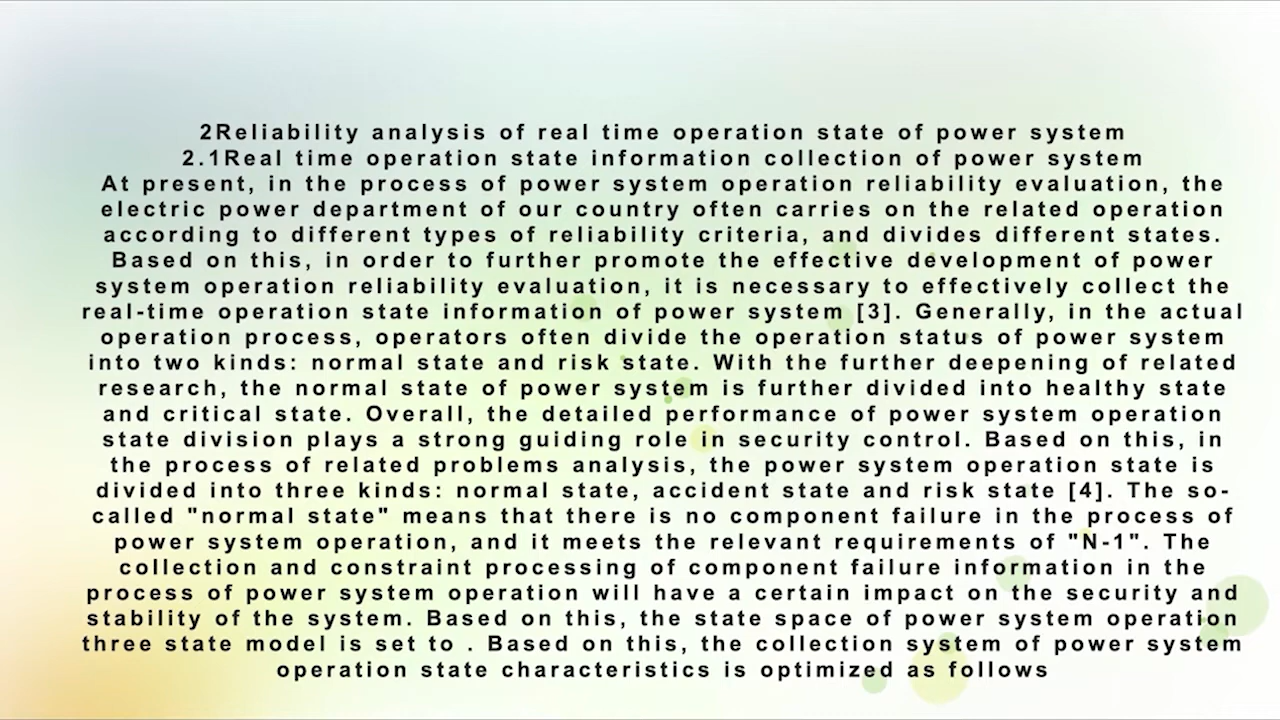 2Reliability analysis of real time operation state of power system
2.1Real time operation state information collection of power system
At present, in the process of power system operation reliability evaluation, the
electric power department of our country often carries on the related operation
according to different types of reliability criteria, and divides different states.
Based on this, in order to further promote the effective development of power
system operation reliability evaluation, it is necessary to effectively collect the
real-time operation state information of power system [3]. Generally, in the actual
operation process, operators often divide the operation status of power system
into two kinds: normal state and risk state. With the further deepening of related
research, the normal state of power system is further divided into healthy state
and critical state. Overall, the detailed performance of power system operation
state division plays a strong guiding role in security control. Based on this, in
the process of related problems analysis, the power system operation state is
divided into three kinds: normal state, accident state and risk state [4]. The so-
called "normal state" means that there is no component failure in the process of
power system operation, and it meets the relevant requirements of "N-1". The
collection and constraint processing of component failure information in the
process of power system operation will have a certain impact on the security and
stability of the system. Based on this, the state space of power system operation
three state model is set to . Based on this, the collection system of power system
operation state characteristics is optimized as follows